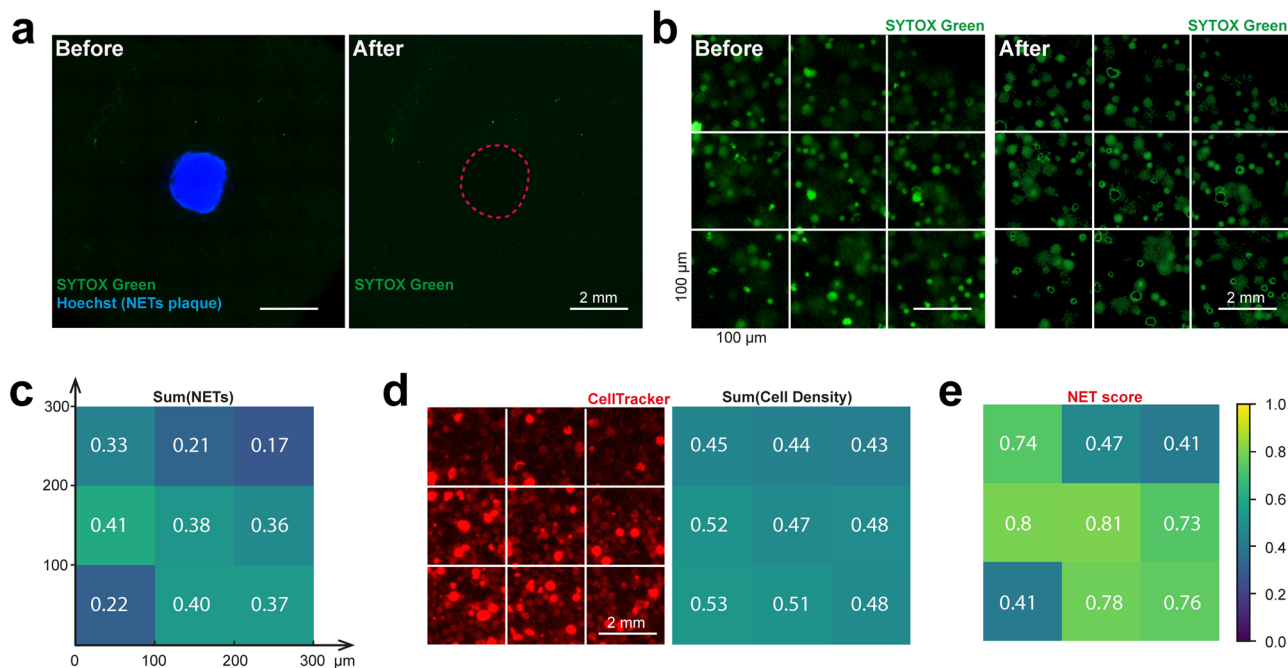 a
Before
After
SYTOX Green
Hoechst (NETs plaque)
SYTOX Green
2 mm
b
SYTOX Green
SYTOX Green
Before
After
100 µm
100 µm
2 mm
c
Sum(NETs)
300
200
100
0.33 0.21 0.17
0.41 0.38 0.36
0.22 0.40 0.37
0 100 200 300 µm
d
CellTracker
2 mm
Sum(Cell Density)
0.45 0.44 0.43
0.52 0.47 0.48
0.53 0.51 0.48
e
NET score
0.74 0.47 0.41
0.8 0.81 0.73
0.41 0.78 0.76
1.0
0.8
0.6
0.4
0.2
0.0